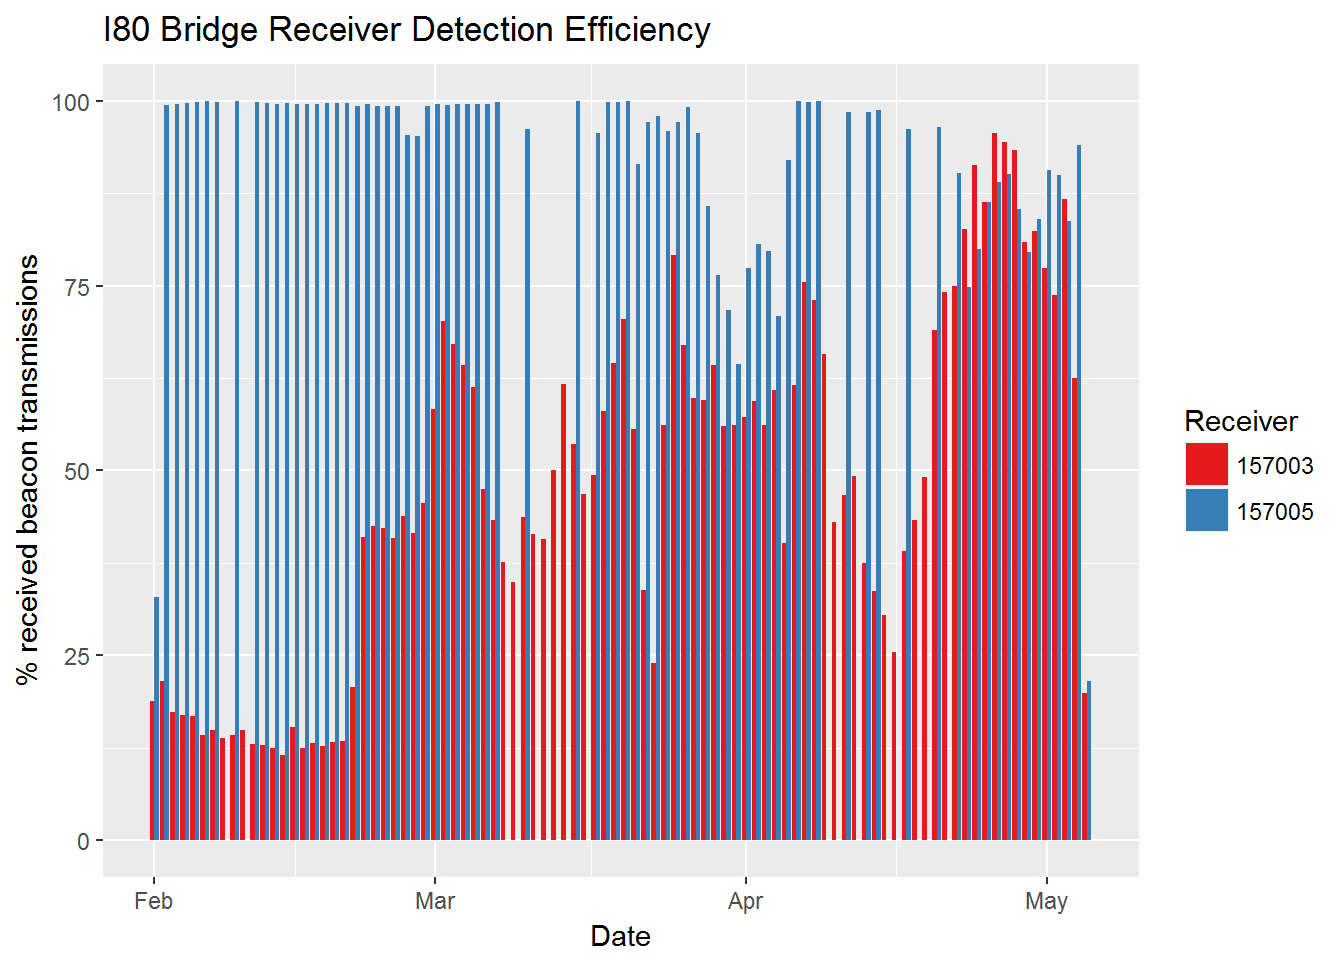 I80 Bridge Receiver Detection Efficiency
% received beacon transmissions
100
75
50
25
0
Feb
Mar
Apr
May
Date
Receiver
157003
157005